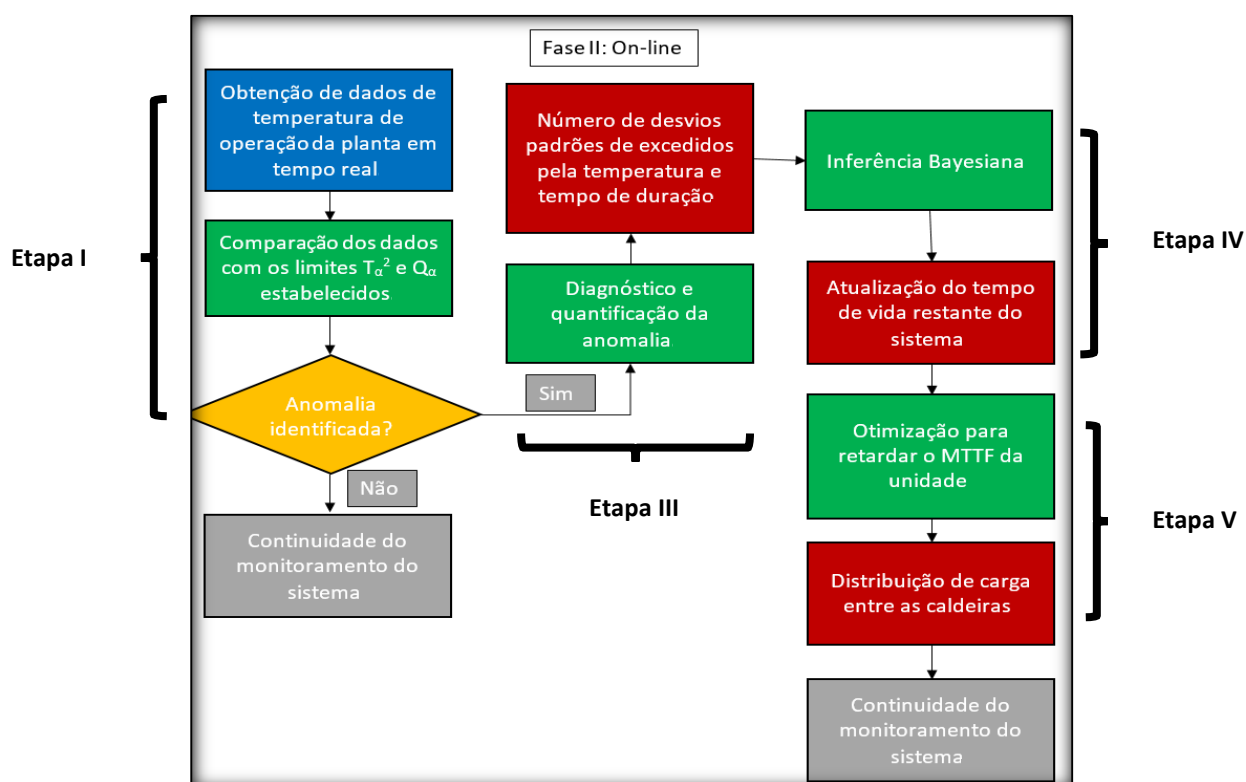 Fase II: On-line
Etapa I
Obtenção de dados
de temperatura de
operação da planta em
tempo real
Comparação dos dados
com os limites Tα² e Qα
estabelecidos
Anomalia
identificada?
Sim
Não
Continuidade do
monitoramento do
sistema
Número de desvios
padrões de excedidos
pela temperatura e
tempo de duração
Diagnóstico e
quantificação da
anomalia
Etapa III
Inferência Bayesiana
Atualização do tempo
de vida restante do
sistema
Etapa IV
Otimização para
retardar o MTTF da
unidade
Distribuição de carga
entre as caldeiras
Etapa V
Continuidade do
monitoramento do
sistema